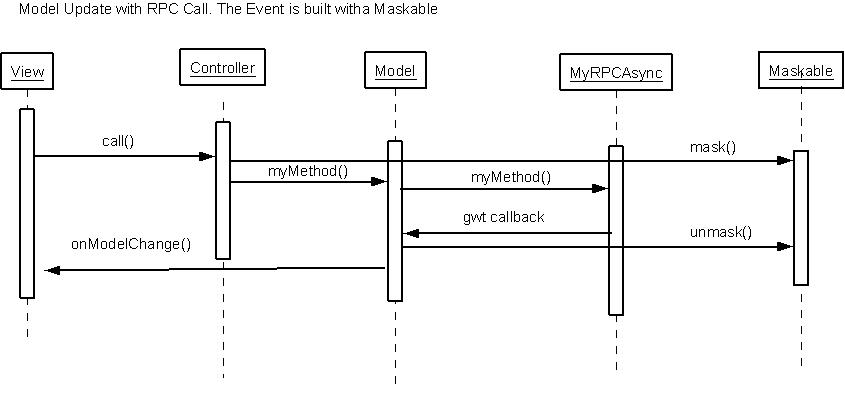 Model Update with RPC Call. The Event is built witha Maskable
View
Controller
Model
MyRPCAsync
Maskable
call()
mask()
myMethod()
myMethod()
gwt callback
unmask()
onModelChange()